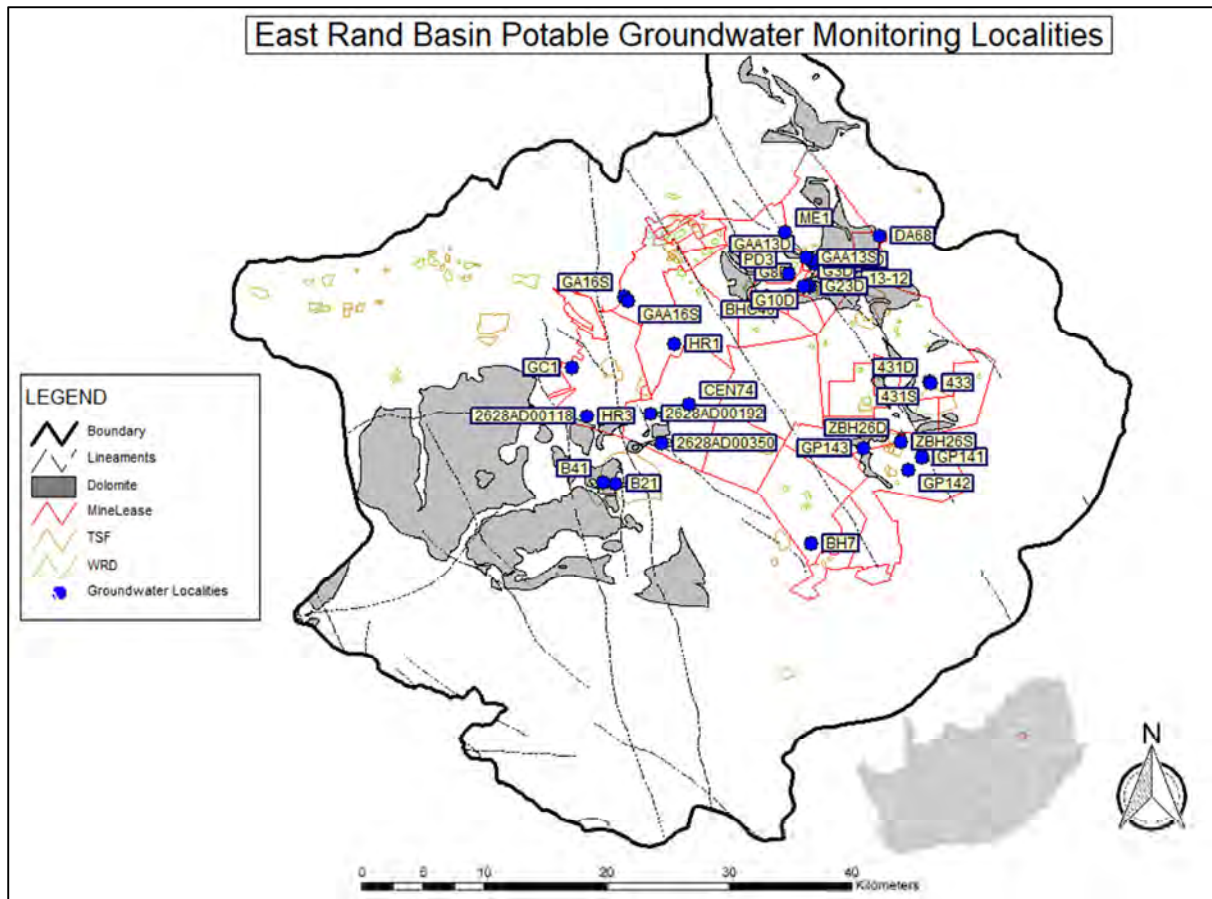 East Rand Basin Potable Groundwater Monitoring Localities
ME1
DA68
GAA13D
GAA13S
PD3
G3D
G8
13-12
G23D
G10D
GA16S
GAA16S
HR1
GC1
431D
433
431S
CEN74
2628AD00118
HR3
2628AD00192
ZBH26D
ZBH26S
2628AD00350
GP143
GP141
GP142
B41
B21
BH7
LEGEND
Boundary
Lineaments
Dolomite
MineLease
TSF
WRD
Groundwater Localities
N
0 5 10 20 30 40
Kilometers